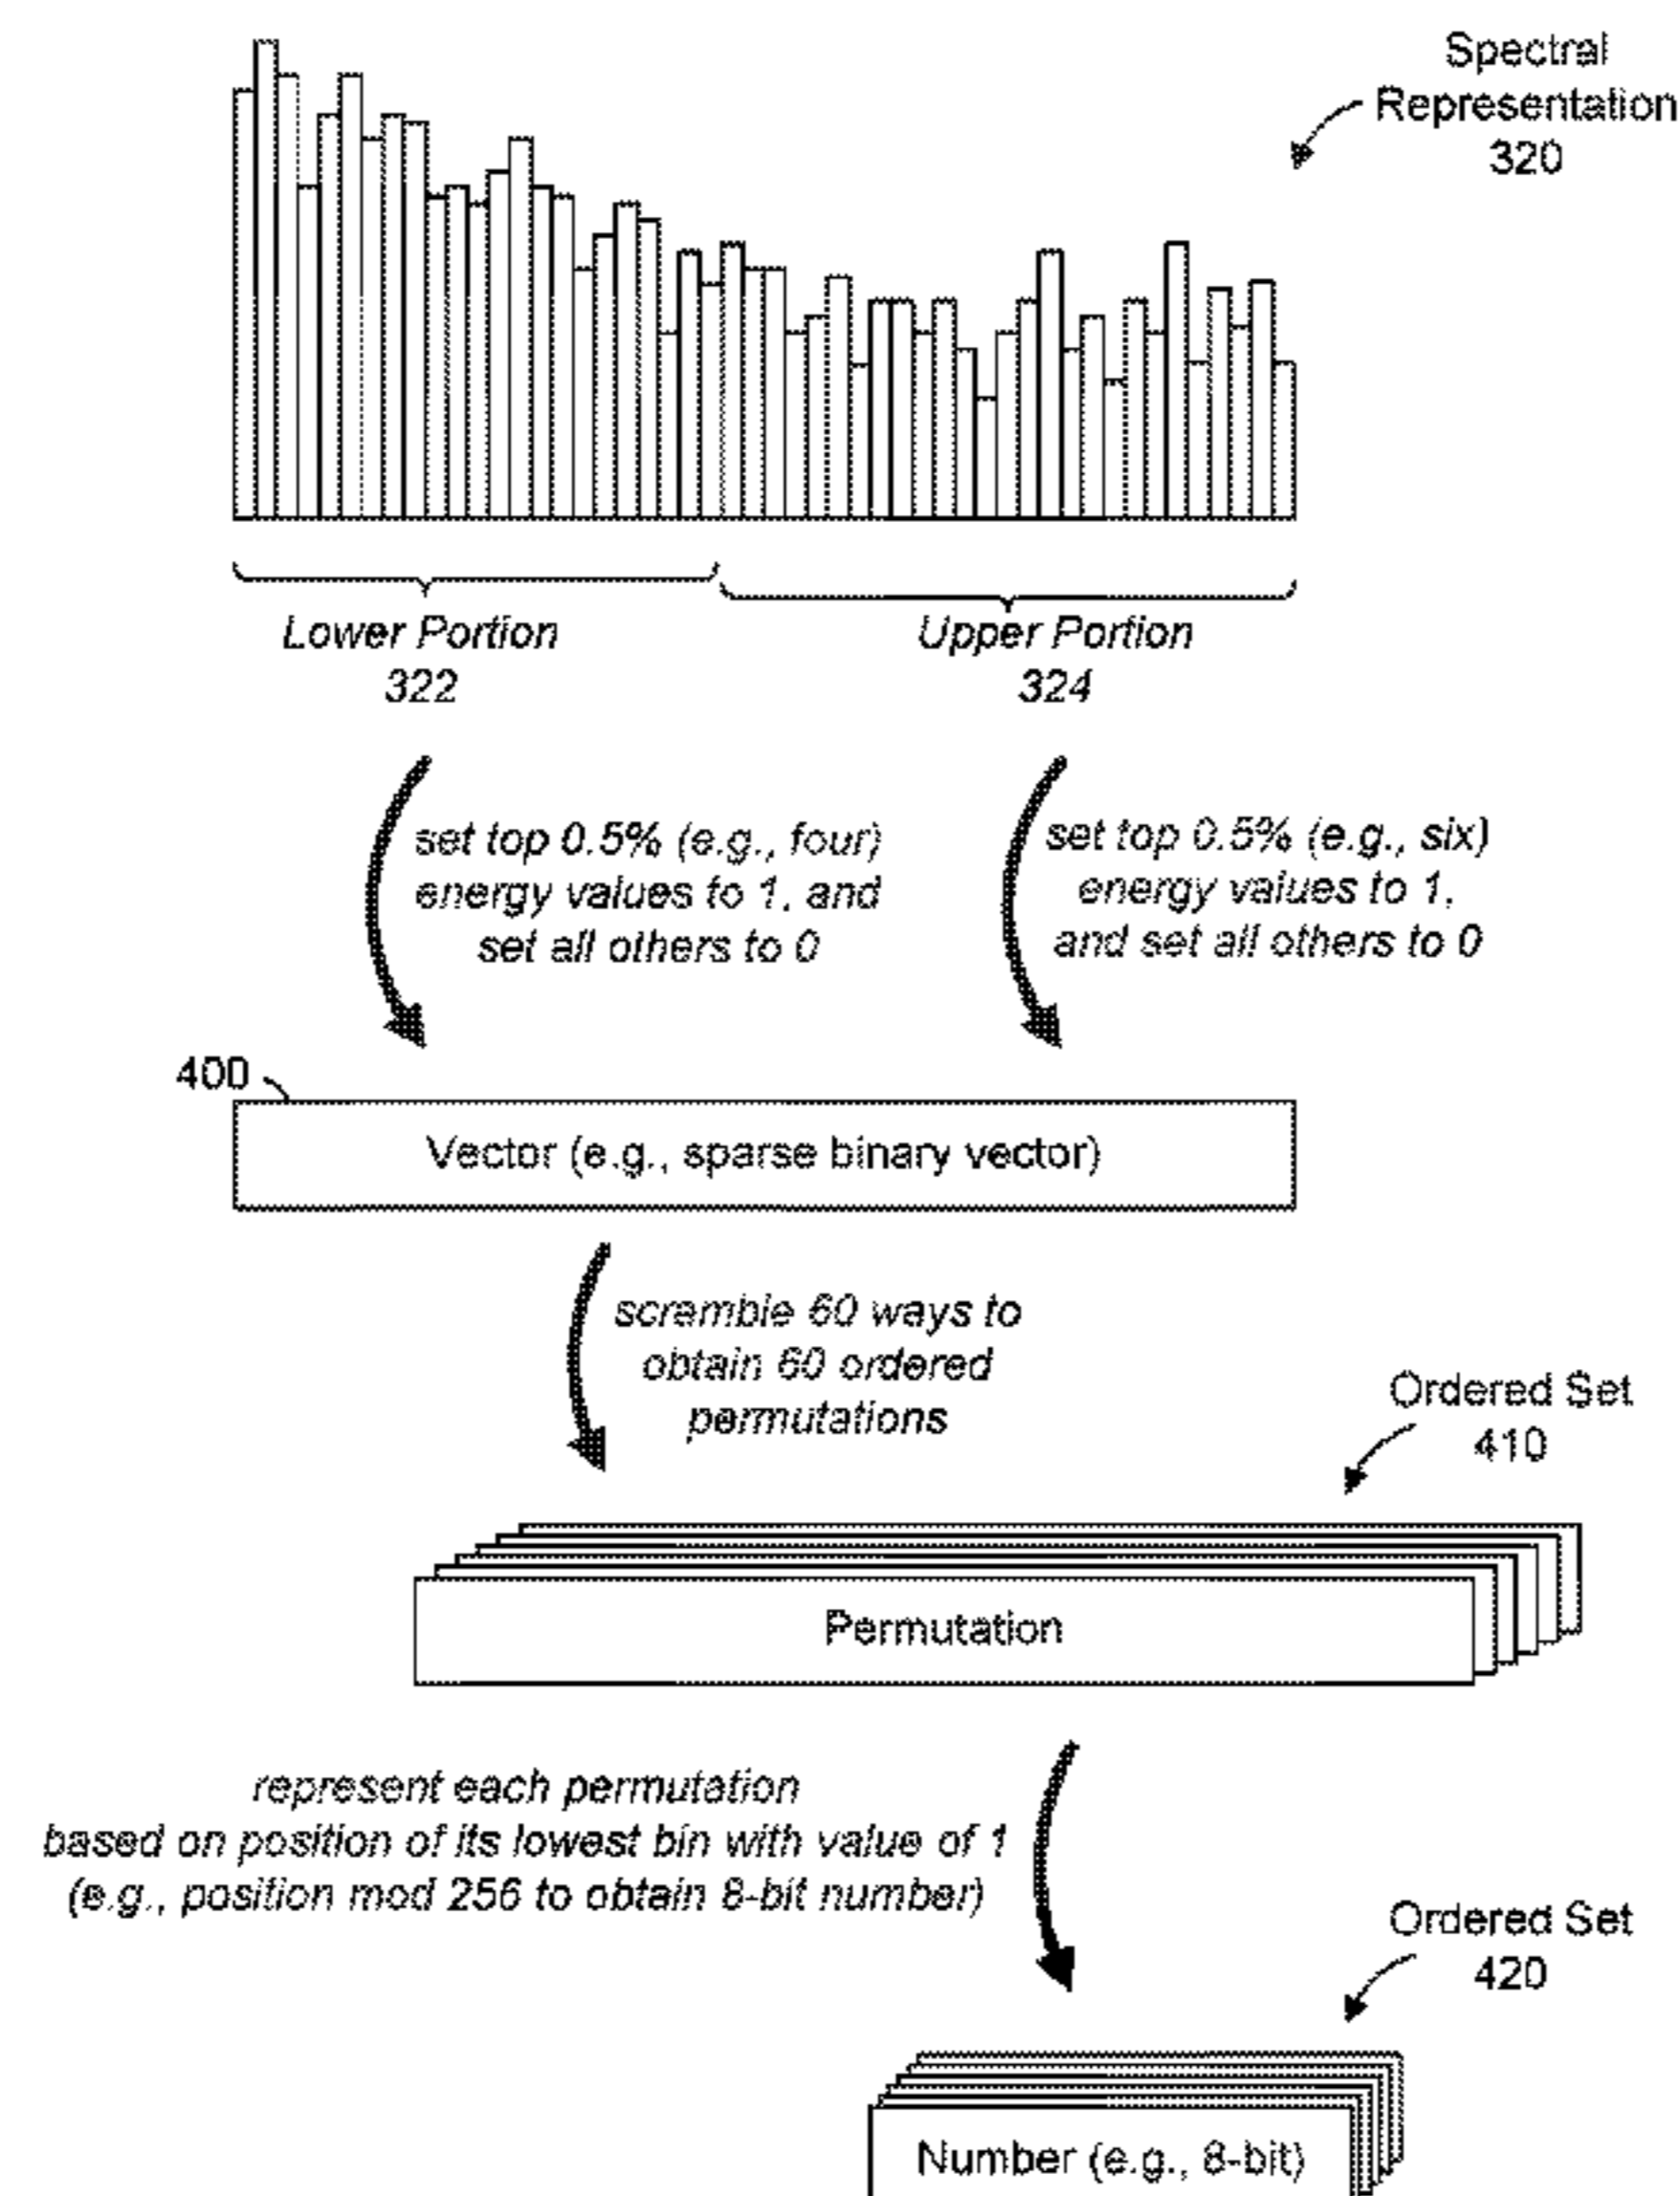 Spectral
Representation
320
Lower Portion
322
Upper Portion
324
set top 0.5% (e.g., four)
energy values to 1, and
set all others to 0
set top 0.5% (e.g., six)
energy values to 1,
and set all others to 0
400
Vector (e.g., sparse binary vector)
scramble 60 ways to
obtain 60 ordered
permutations
Ordered Set
410
Permutation
represent each permutation
based on position of its lowest bin with value of 1
(e.g., position mod 256 to obtain 8-bit number)
Ordered Set
420
Number (e.g., 8-bit)